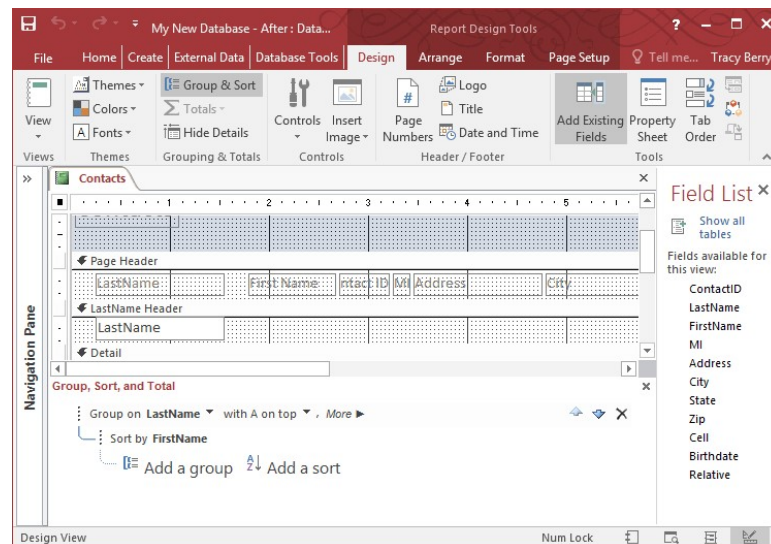 My New Database - After : Data... Report Design Tools ?
File Home Create External Data Database Tools Design Arrange Format Page Setup Tell me... Tracy Berry
View
Themes
Colors
Fonts
Group & Sort
Totals
Hide Details
Controls
Insert Image
Page Numbers
Logo
Title
Date and Time
Add Existing Fields
Property Sheet
Tab Order
Views Themes Grouping & Totals Controls Header / Footer Tools
Contacts
1 2 3 4 5
Page Header
LastName First Name ntact ID MI Address City
LastName Header
LastName
Detail
Navigation Pane
Group, Sort, and Total
Group on LastName with A on top , More
Sort by FirstName
Add a group Add a sort
Field List
Show all tables
Fields available for this view:
ContactID
LastName
FirstName
MI
Address
City
State
Zip
Cell
Birthdate
Relative
Design View Num Lock